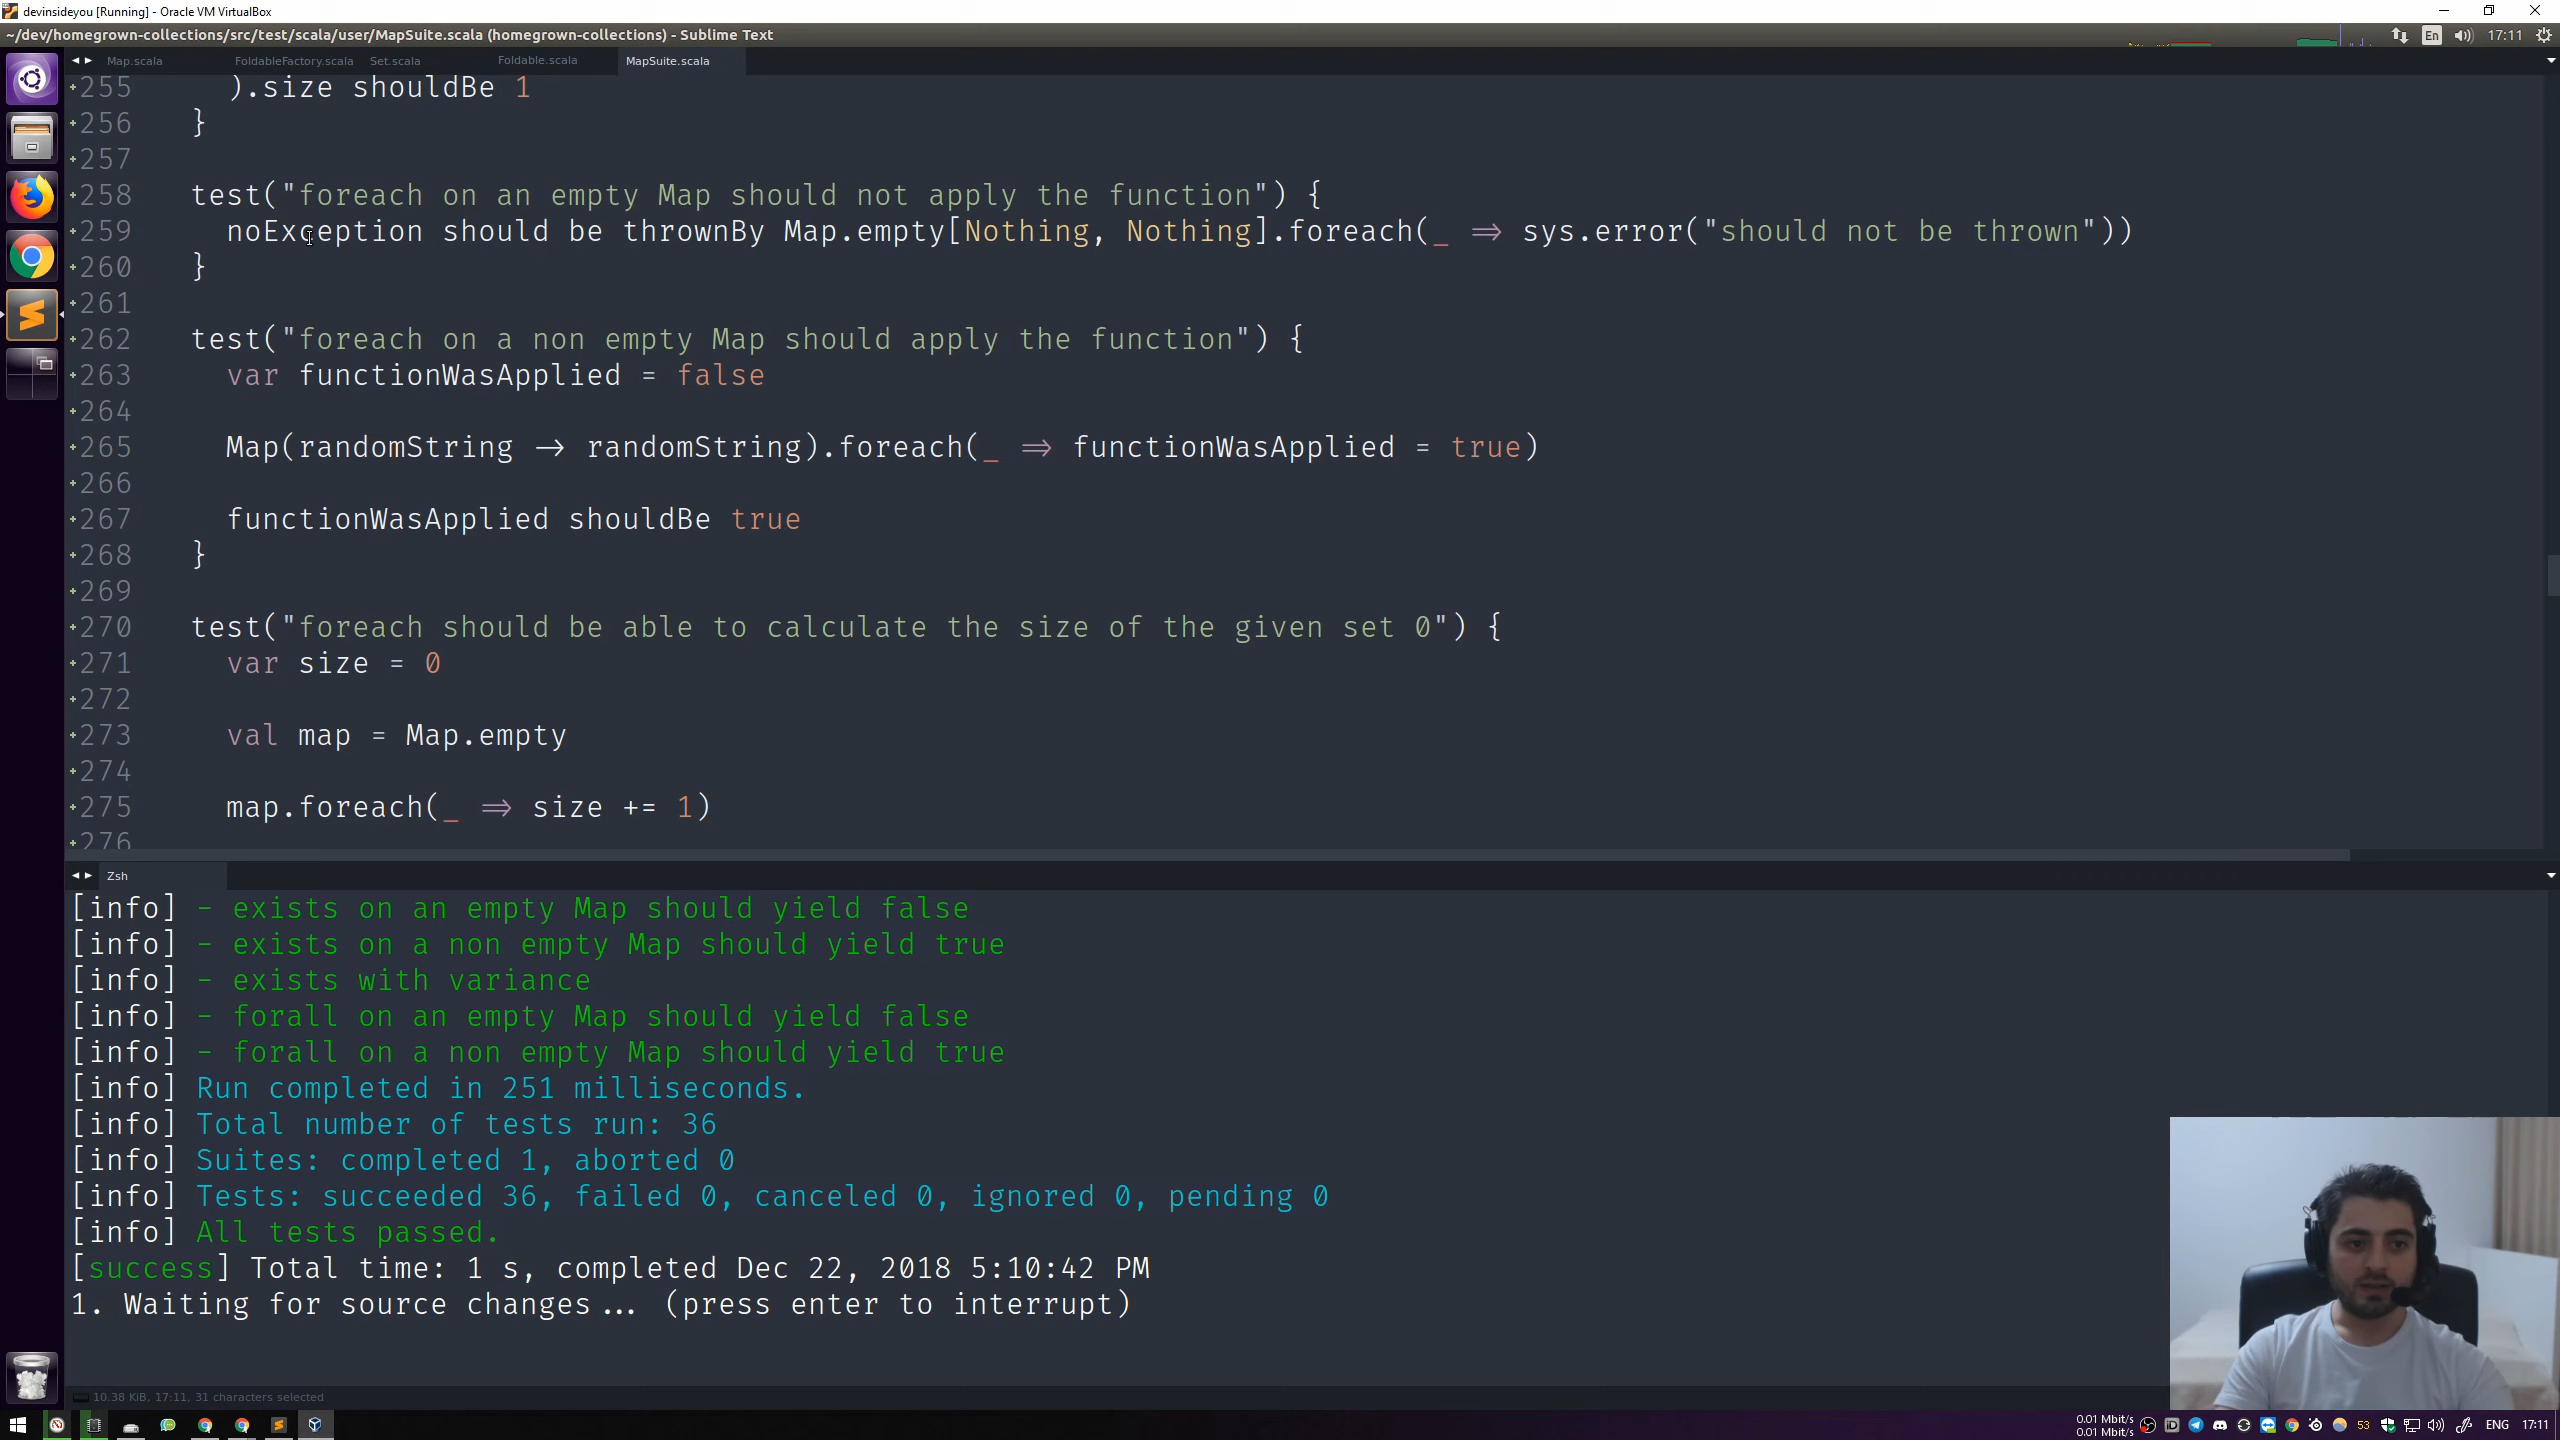 devinsideyou [Running] - Oracle VM VirtualBox
~/dev/homegrown-collections/src/test/scala/user/MapSuite.scala (homegrown-collections) - Sublime Text
En 17:11
Map.scala FoldableFactory.scala Set.scala Foldable.scala MapSuite.scala
255 ).size shouldBe 1
256 }
257
258 test("foreach on an empty Map should not apply the function") {
259 noException should be thrownBy Map.empty[Nothing, Nothing].foreach(_ ⇒ sys.error("should not be thrown"))
260 }
261
262 test("foreach on a non empty Map should apply the function") {
263 var functionWasApplied = false
264
265 Map(randomString → randomString).foreach(_ ⇒ functionWasApplied = true)
266
267 functionWasApplied shouldBe true
268 }
269
270 test("foreach should be able to calculate the size of the given set 0") {
271 var size = 0
272
273 val map = Map.empty
274
275 map.foreach(_ ⇒ size += 1)
276
Zsh
[info] - exists on an empty Map should yield false
[info] - exists on a non empty Map should yield true
[info] - exists with variance
[info] - forall on an empty Map should yield false
[info] - forall on a non empty Map should yield true
[info] Run completed in 251 milliseconds.
[info] Total number of tests run: 36
[info] Suites: completed 1, aborted 0
[info] Tests: succeeded 36, failed 0, canceled 0, ignored 0, pending 0
[info] All tests passed.
[success] Total time: 1 s, completed Dec 22, 2018 5:10:42 PM
1. Waiting for source changes... (press enter to interrupt)
10.38 KiB, 17:11, 31 characters selected
0.01 Mbit/s
0.01 Mbit/s
53 ENG 17:11